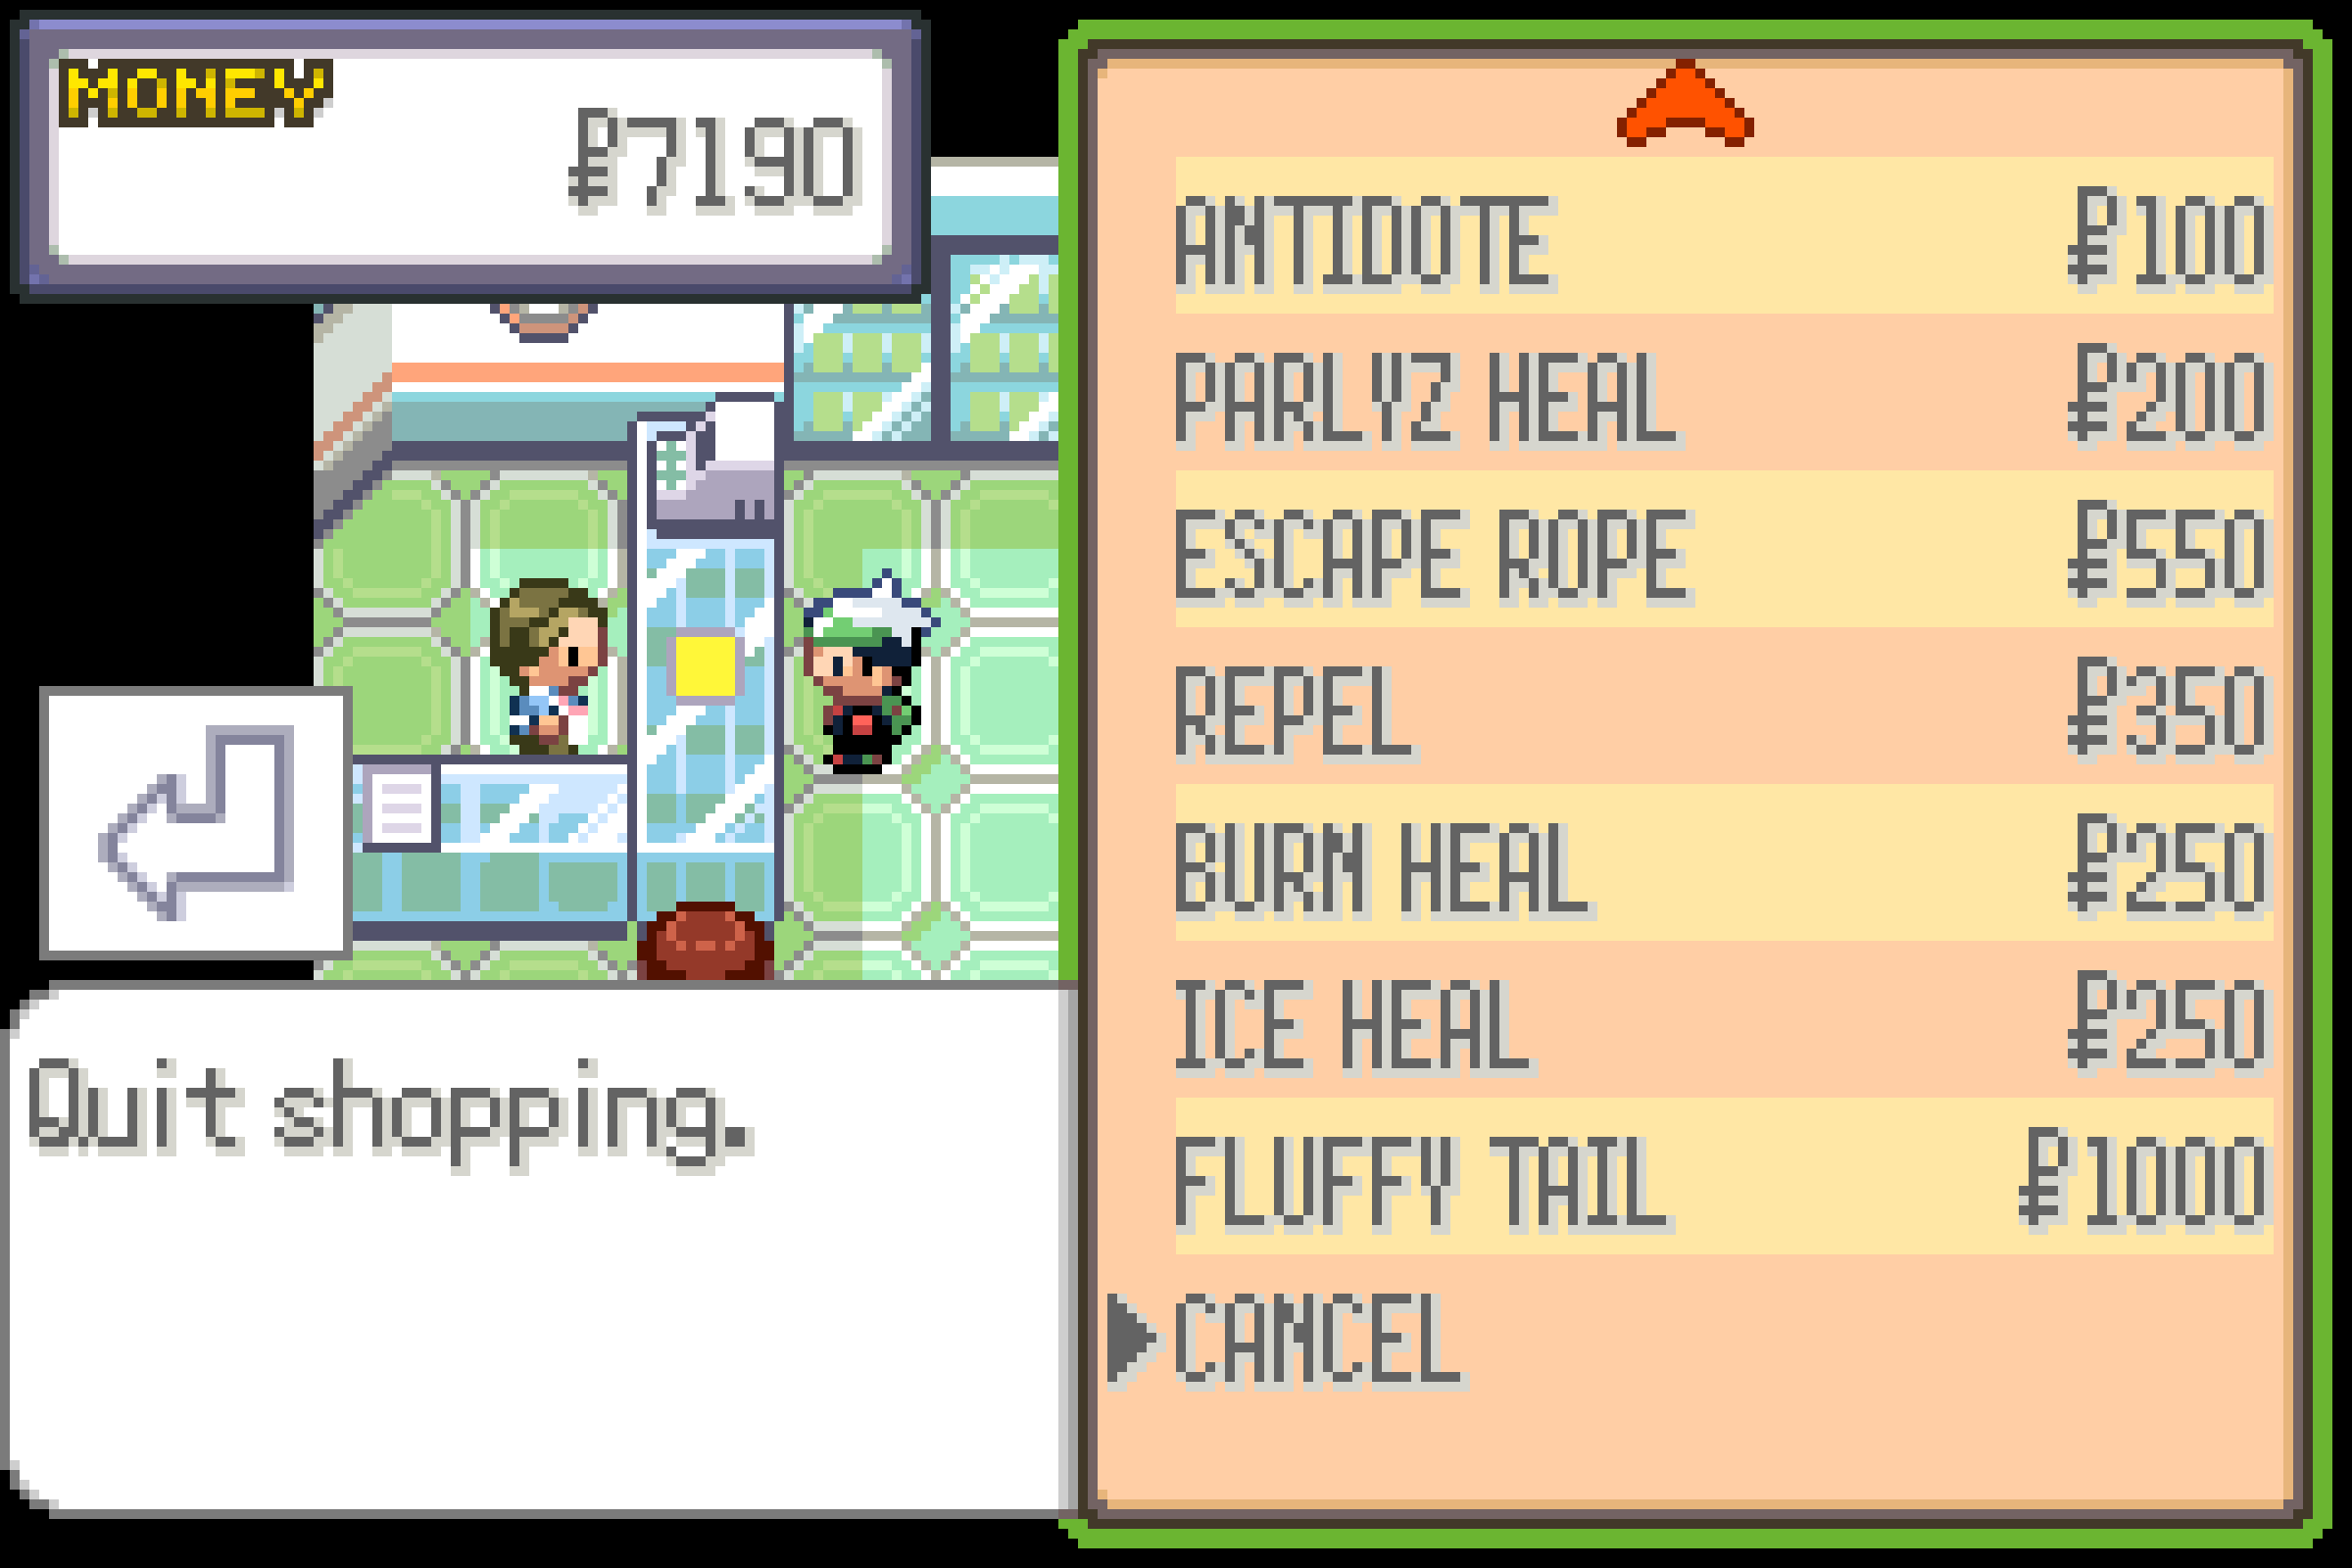 MONEY
₽7190
ANTIDOTE ₽100
PARLYZ HEAL ₽200
ESCAPE ROPE ₽550
REPEL ₽350
BURN HEAL ₽250
ICE HEAL ₽250
FLUFFY TAIL ₽1000
CANCEL
Quit shopping.